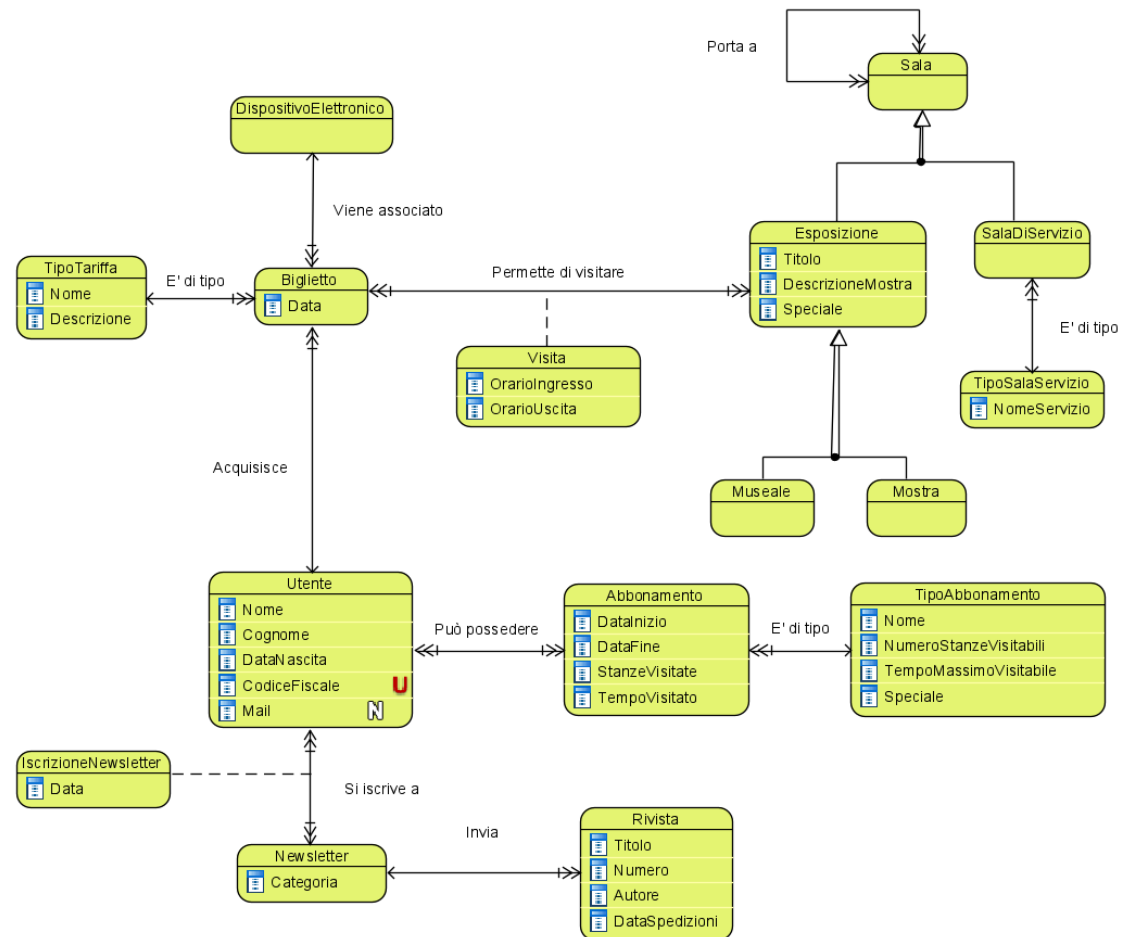 Porta a
Sala
DispositivoElettronico
Viene associato
Esposizione
Titolo
DescrizioneMostra
Speciale
SalaDiServizio
TipoTariffa
Nome
Descrizione
E' di tipo
Biglietto
Data
Permette di visitare
E' di tipo
Visita
OrarioIngresso
OrarioUscita
TipoSalaServizio
NomeServizio
Acquisisce
Museale
Mostra
Utente
Nome
Cognome
DataNascita
CodiceFiscale
U
Mail
N
Può possedere
Abbonamento
DataInizio
DataFine
StanzeVisitate
TempoVisitato
E' di tipo
TipoAbbonamento
Nome
NumeroStanzeVisitabili
TempoMassimoVisitabile
Speciale
IscrizioneNewsletter
Data
Si iscrive a
Invia
Newsletter
Categoria
Rivista
Titolo
Numero
Autore
DataSpedizioni